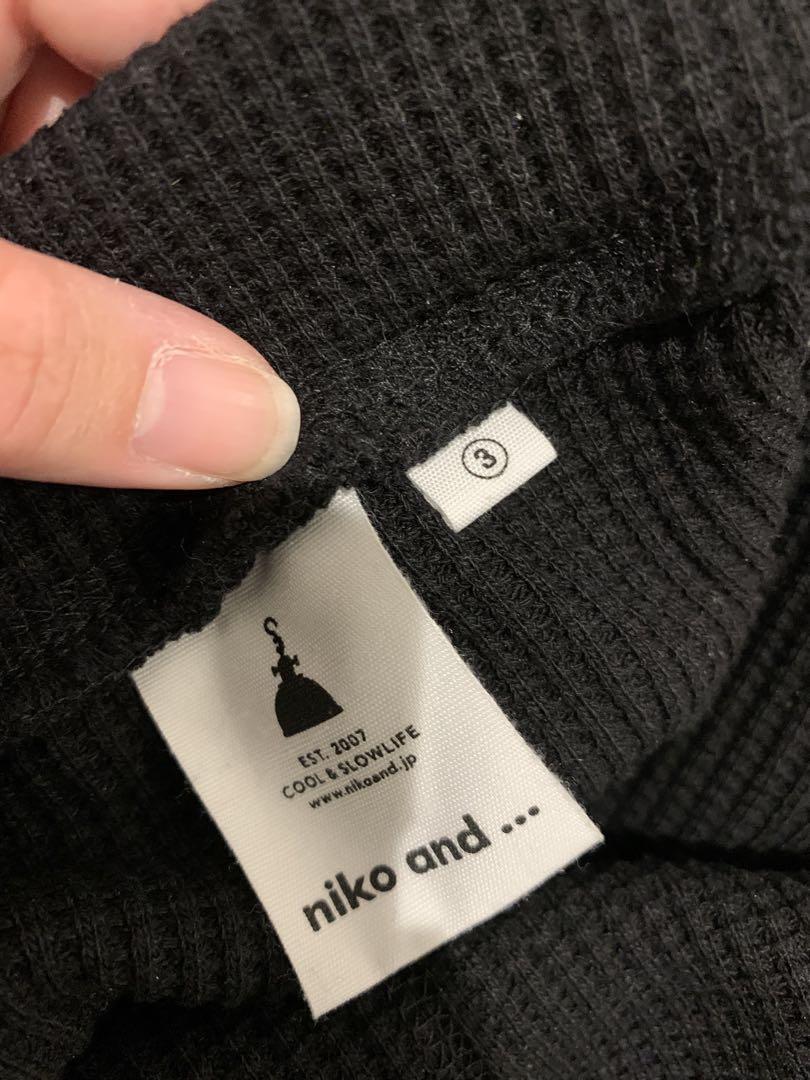 ③
EST. 2007
COOL & SLOWLIFE
www.nikoand.jp
niko and ...